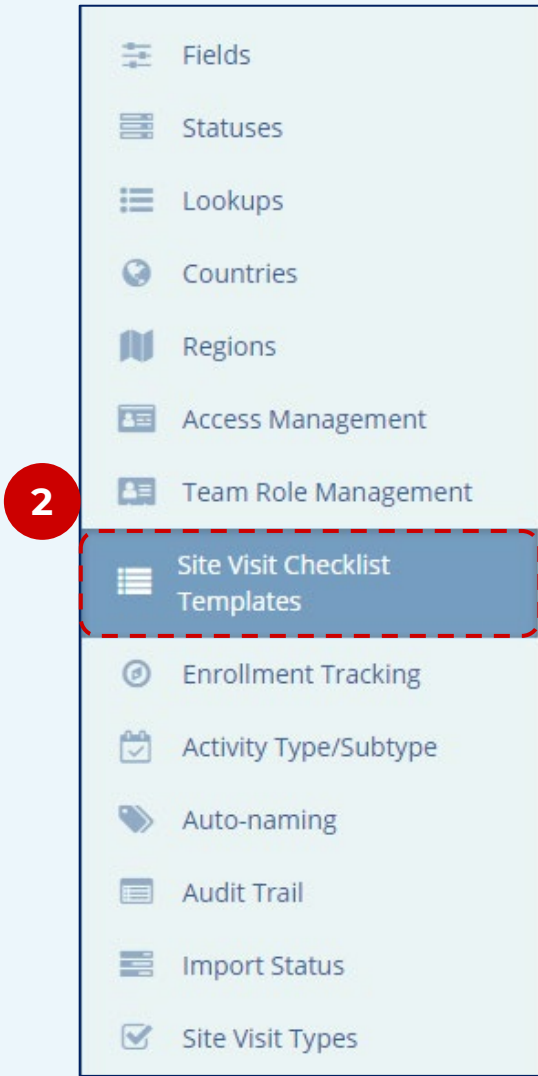 Fields
Statuses
Lookups
Countries
Regions
Access Management
Team Role Management
2
Site Visit Checklist
Templates
Enrollment Tracking
Activity Type/Subtype
Auto-naming
Audit Trail
Import Status
Site Visit Types